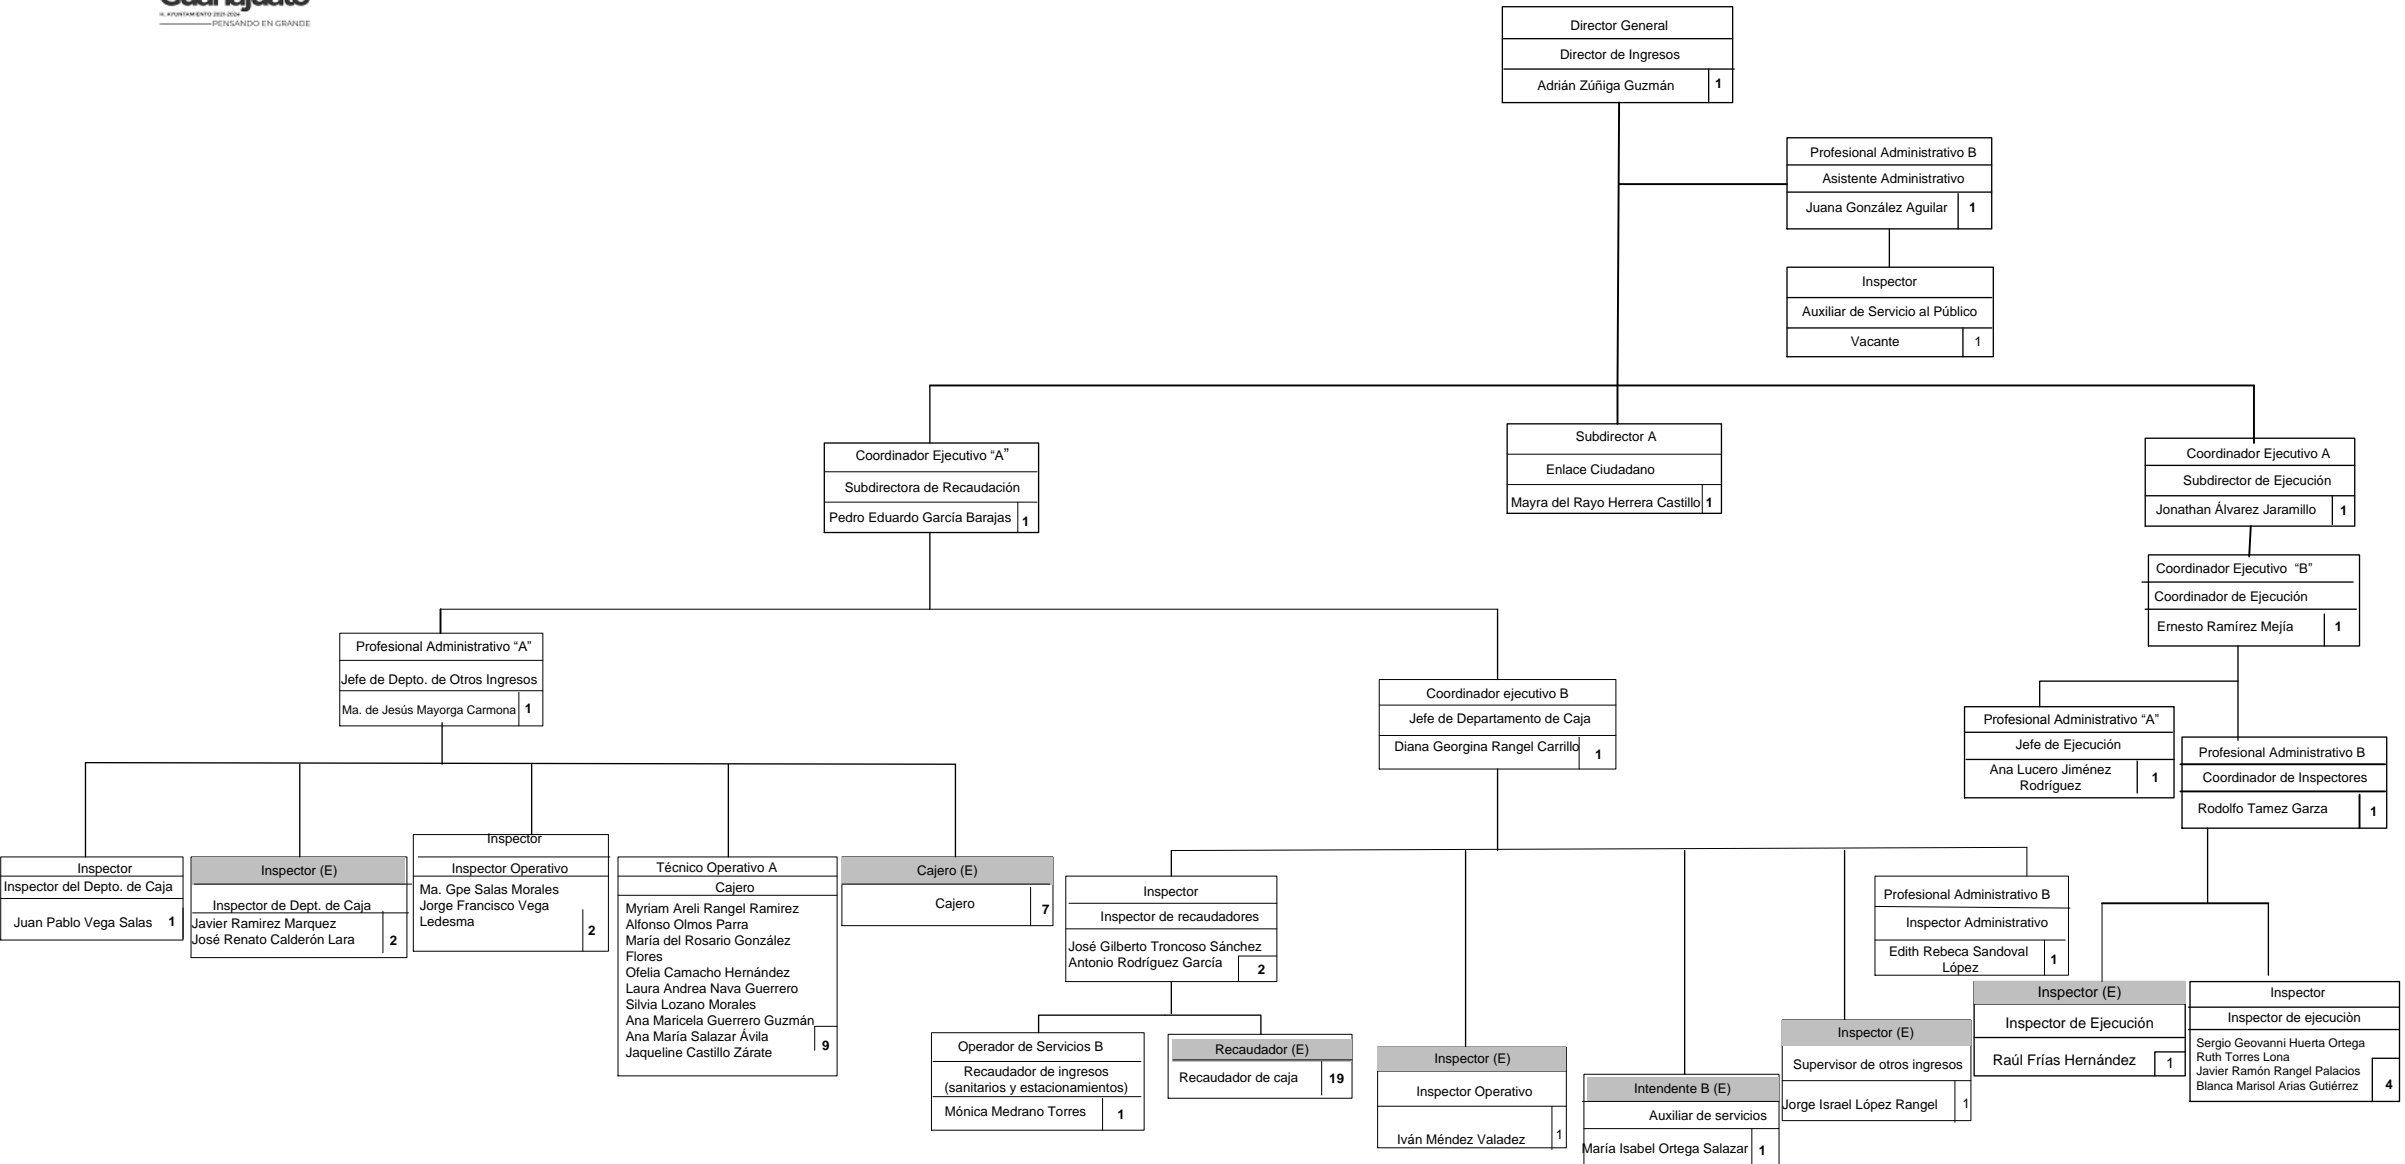 Guanajuato
H. AYUNTAMIENTO 2021-2024
PENSANDO EN GRANDE
Director General
Director de Ingresos
Adrián Zúñiga Guzmán 1
Profesional Administrativo B
Asistente Administrativo
Juana González Aguilar 1
Inspector
Auxiliar de Servicio al Público
Vacante 1
Coordinador Ejecutivo “A”
Subdirectora de Recaudación
Pedro Eduardo García Barajas 1
Subdirector A
Enlace Ciudadano
Mayra del Rayo Herrera Castillo 1
Coordinador Ejecutivo A
Subdirector de Ejecución
Jonathan Álvarez Jaramillo 1
Coordinador Ejecutivo “B”
Coordinador de Ejecución
Ernesto Ramírez Mejía 1
Profesional Administrativo “A”
Jefe de Depto. de Otros Ingresos
Ma. de Jesús Mayorga Carmona 1
Coordinador ejecutivo B
Jefe de Departamento de Caja
Diana Georgina Rangel Carrillo 1
Profesional Administrativo “A”
Jefe de Ejecución
Ana Lucero Jiménez
Rodríguez 1
Profesional Administrativo B
Coordinador de Inspectores
Rodolfo Tamez Garza 1
Inspector
Inspector del Depto. de Caja
Juan Pablo Vega Salas 1
Inspector (E)
Inspector de Dept. de Caja
Javier Ramirez Marquez
José Renato Calderón Lara 2
Inspector
Inspector Operativo
Ma. Gpe Salas Morales
Jorge Francisco Vega
Ledesma 2
Técnico Operativo A
Cajero
Myriam Areli Rangel Ramirez
Alfonso Olmos Parra
María del Rosario González
Flores
Ofelia Camacho Hernández
Laura Andrea Nava Guerrero
Silvia Lozano Morales
Ana Maricela Guerrero Guzmán
Ana María Salazar Ávila
Jaqueline Castillo Zárate 9
Cajero (E)
Cajero 7
Inspector
Inspector de recaudadores
José Gilberto Troncoso Sánchez
Antonio Rodríguez García 2
Operador de Servicios B
Recaudador de ingresos
(sanitarios y estacionamientos)
Mónica Medrano Torres 1
Recaudador (E)
Recaudador de caja 19
Inspector (E)
Inspector Operativo
Iván Méndez Valadez 1
Intendente B (E)
Auxiliar de servicios
María Isabel Ortega Salazar 1
Inspector (E)
Supervisor de otros ingresos
Jorge Israel López Rangel 1
Profesional Administrativo B
Inspector Administrativo
Edith Rebeca Sandoval
López 1
Inspector (E)
Inspector de Ejecución
Raúl Frías Hernández 1
Inspector
Inspector de ejecuciòn
Sergio Geovanni Huerta Ortega
Ruth Torres Lona
Javier Ramón Rangel Palacios
Blanca Marisol Arias Gutiérrez 4